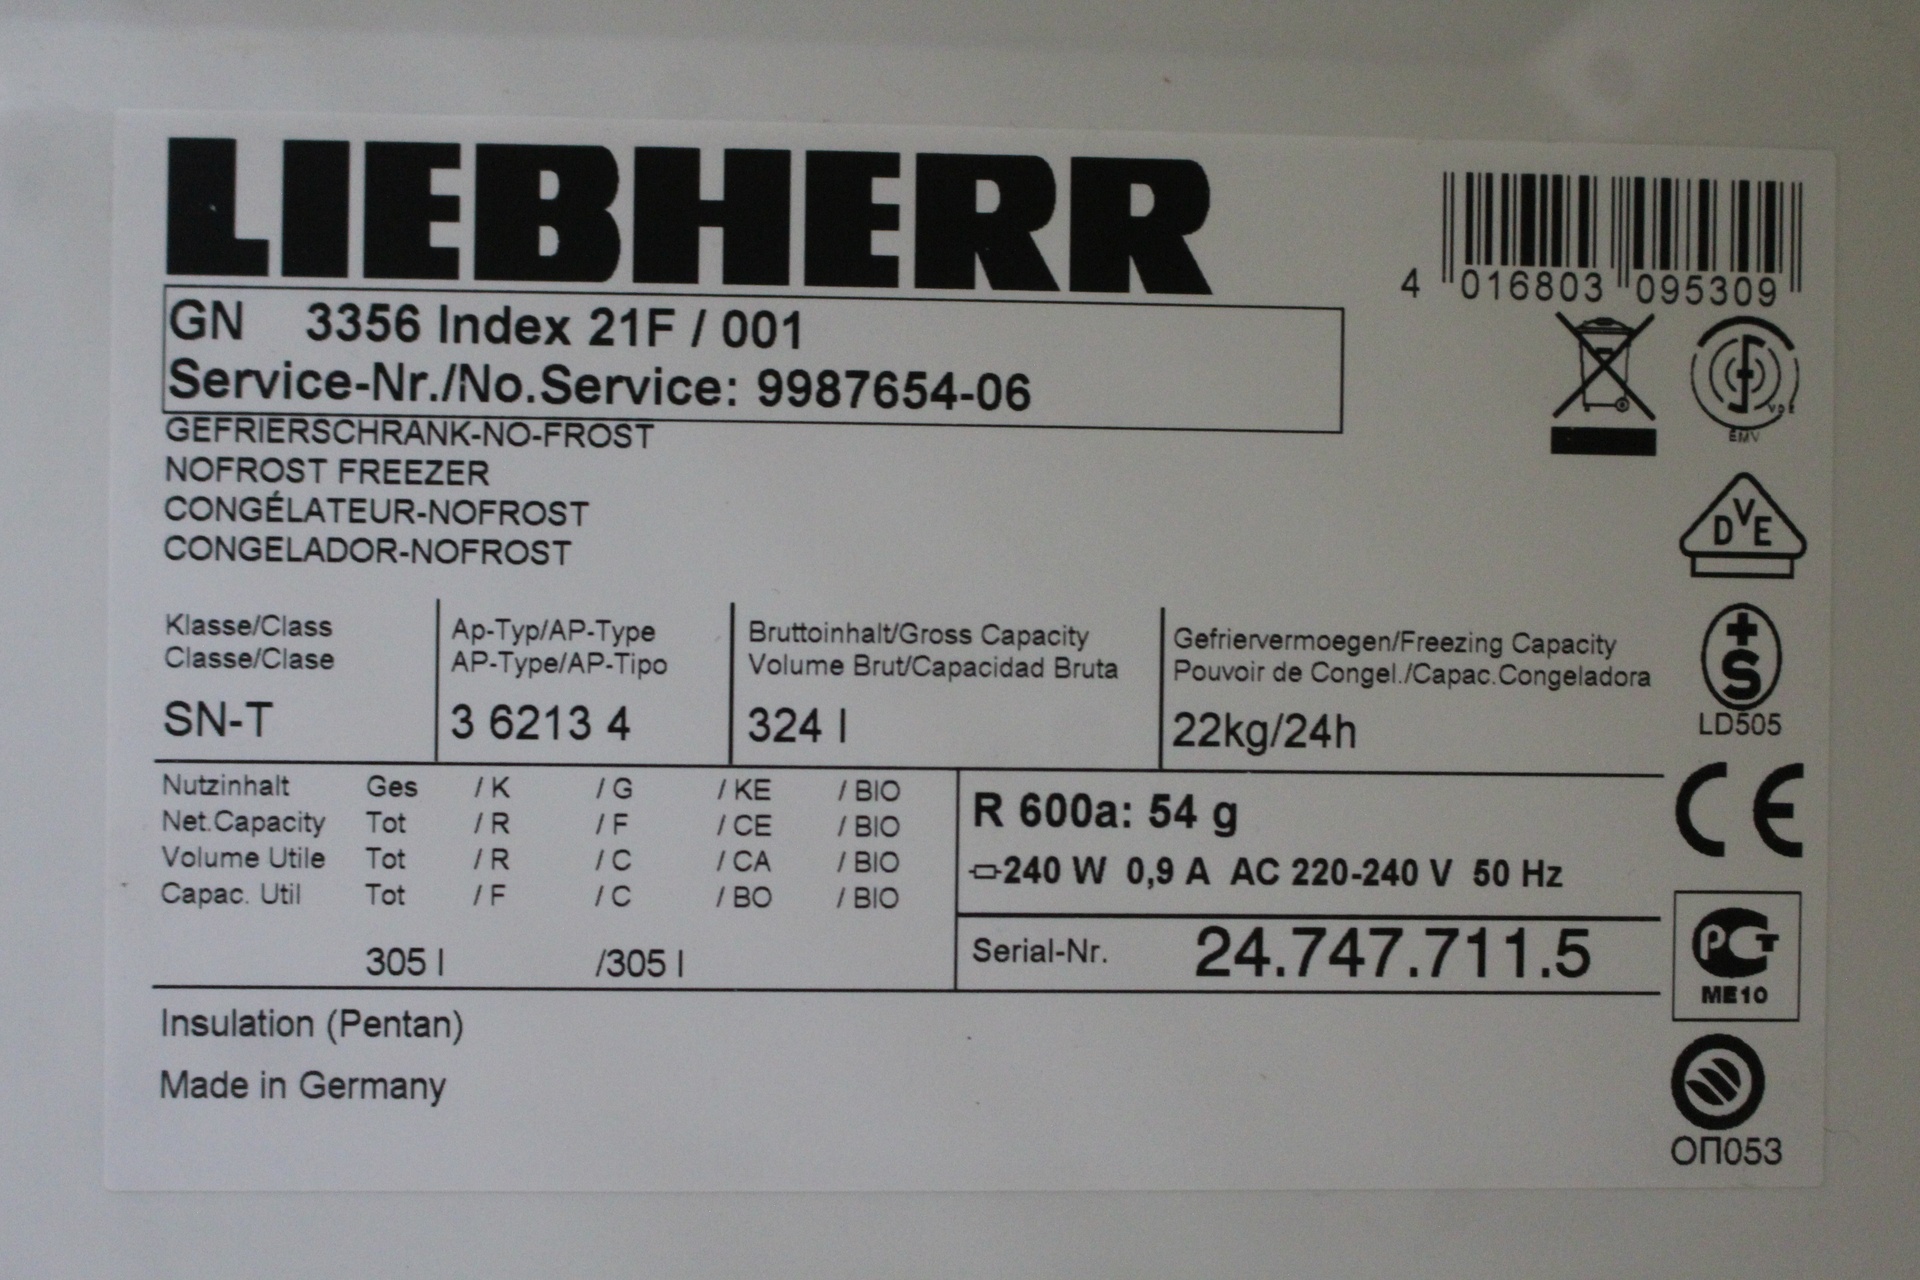 LIEBHERR
4 016803 095309
GN 3356 Index 21F / 001
Service-Nr./No.Service: 9987654-06
VDE
EMV
GEFRIERSCHRANK-NO-FROST
NOFROST FREEZER
CONGÉLATEUR-NOFROST
CONGELADOR-NOFROST
DVE
Klasse/Class
Classe/Clase
SN-T
Ap-Typ/AP-Type
AP-Type/AP-Tipo
3 6213 4
Bruttoinhalt/Gross Capacity
Volume Brut/Capacidad Bruta
324 l
Gefriervermoegen/Freezing Capacity
Pouvoir de Congel./Capac.Congeladora
22kg/24h
+S
LD505
Nutzinhalt Ges / K / G / KE / BIO
Net.Capacity Tot / R / F / CE / BIO
Volume Utile Tot / R / C / CA / BIO
Capac. Util Tot / F / C / BO / BIO
305 l /305 l
R 600a: 54 g
240 W 0,9 A AC 220-240 V 50 Hz
Serial-Nr. 24.747.711.5
CE
PCT
ME10
Insulation (Pentan)
Made in Germany
ОП053